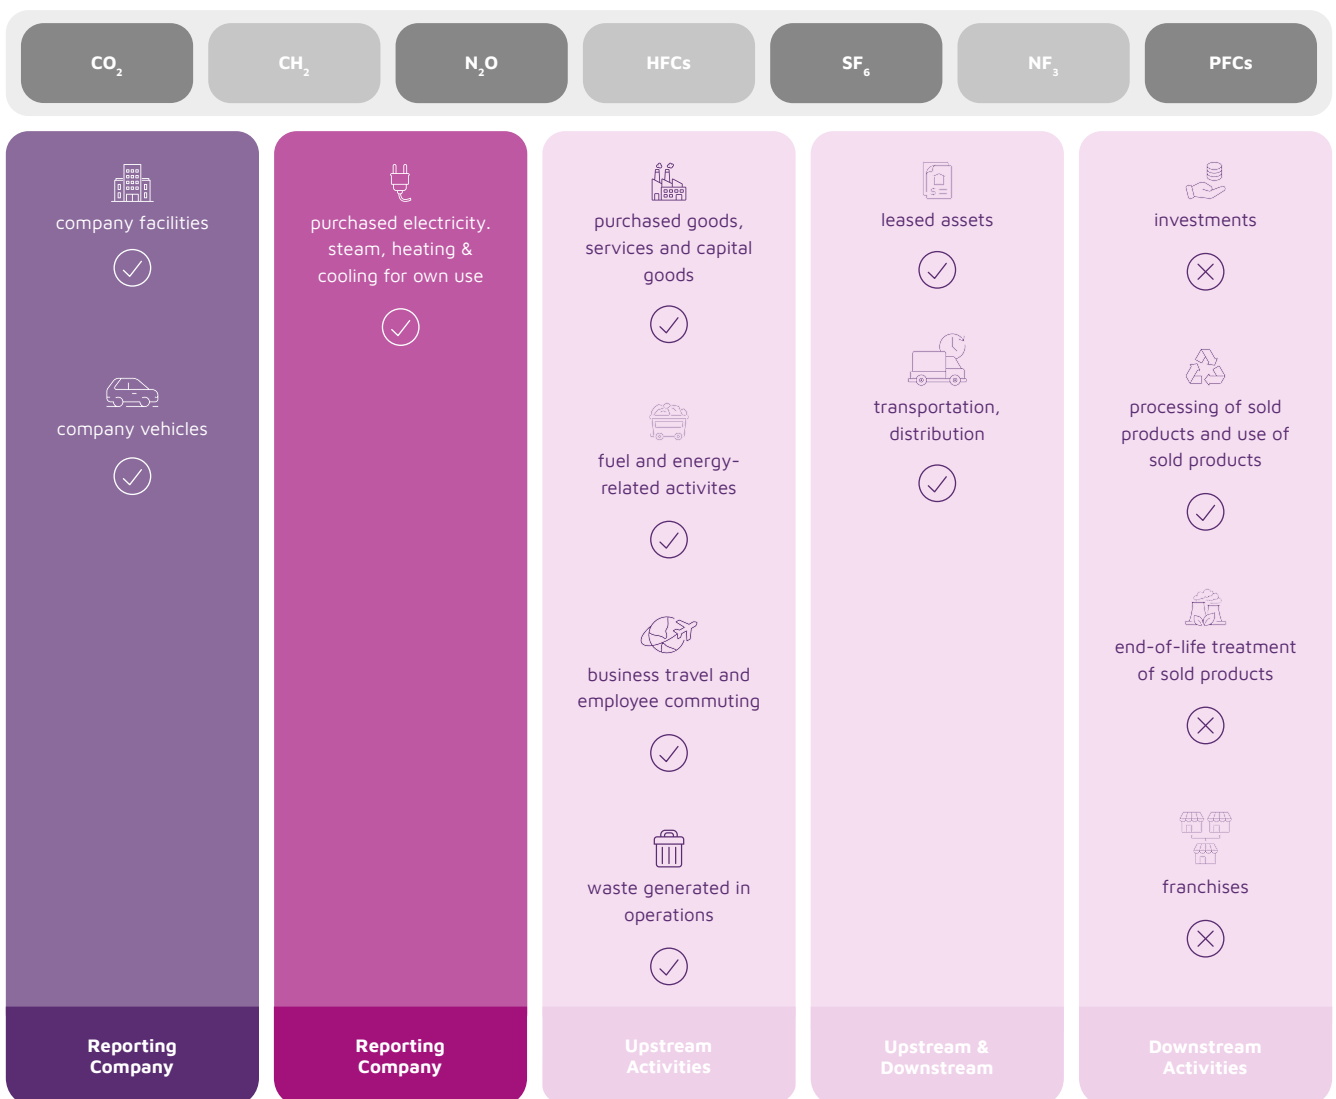 CO₂
CH₂
N₂O
HFCs
SF₆
NF₃
PFCs
company facilities
company vehicles
Reporting
Company
purchased electricity.
steam, heating &
cooling for own use
Reporting
Company
purchased goods,
services and capital
goods
fuel and energy-
related activites
business travel and
employee commuting
waste generated in
operations
Upstream
Activities
leased assets
transportation,
distribution
Upstream &
Downstream
investments
processing of sold
products and use of
sold products
end-of-life treatment
of sold products
franchises
Downstream
Activities